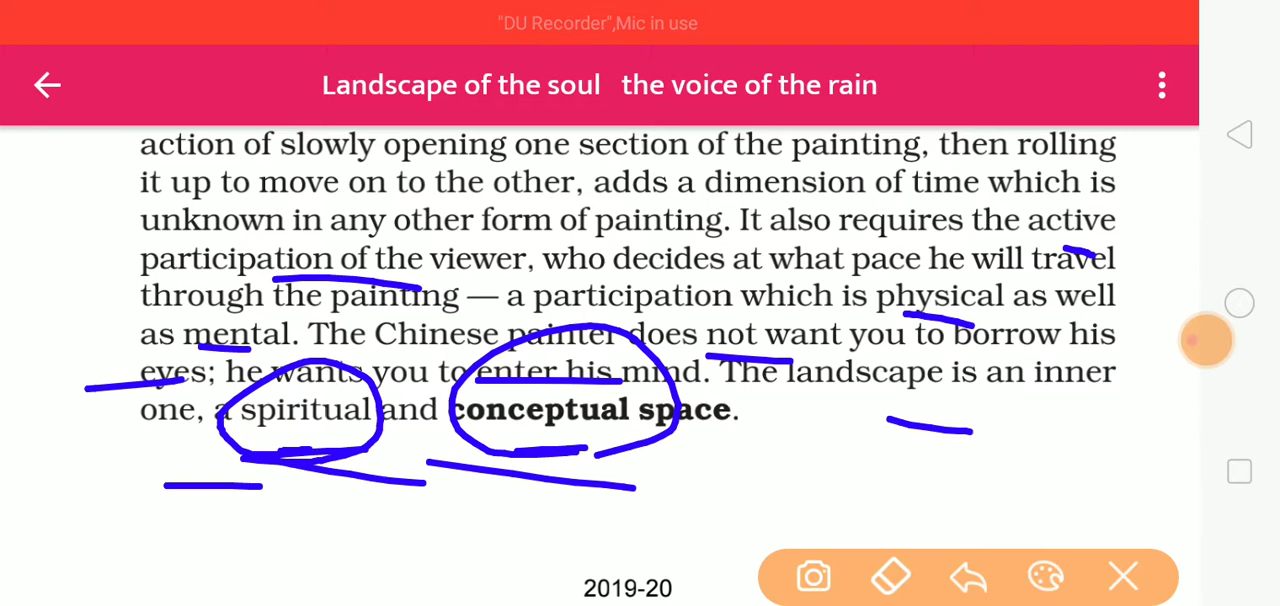 "DU Recorder",Mic in use
Landscape of the soul the voice of the rain
action of slowly opening one section of the painting, then rolling
it up to move on to the other, adds a dimension of time which is
unknown in any other form of painting. It also requires the active
participation of the viewer, who decides at what pace he will travel
through the painting — a participation which is physical as well
as mental. The Chinese painter does not want you to borrow his
eyes; he wants you to enter his mind. The landscape is an inner
one, a spiritual and conceptual space.
2019-20